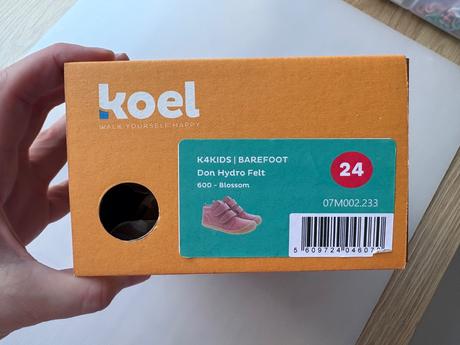 koel
WALK YOURSELF HAPPY
K4KIDS | BAREFOOT
Don Hydro Felt
600 - Blossom
24
07M002.233